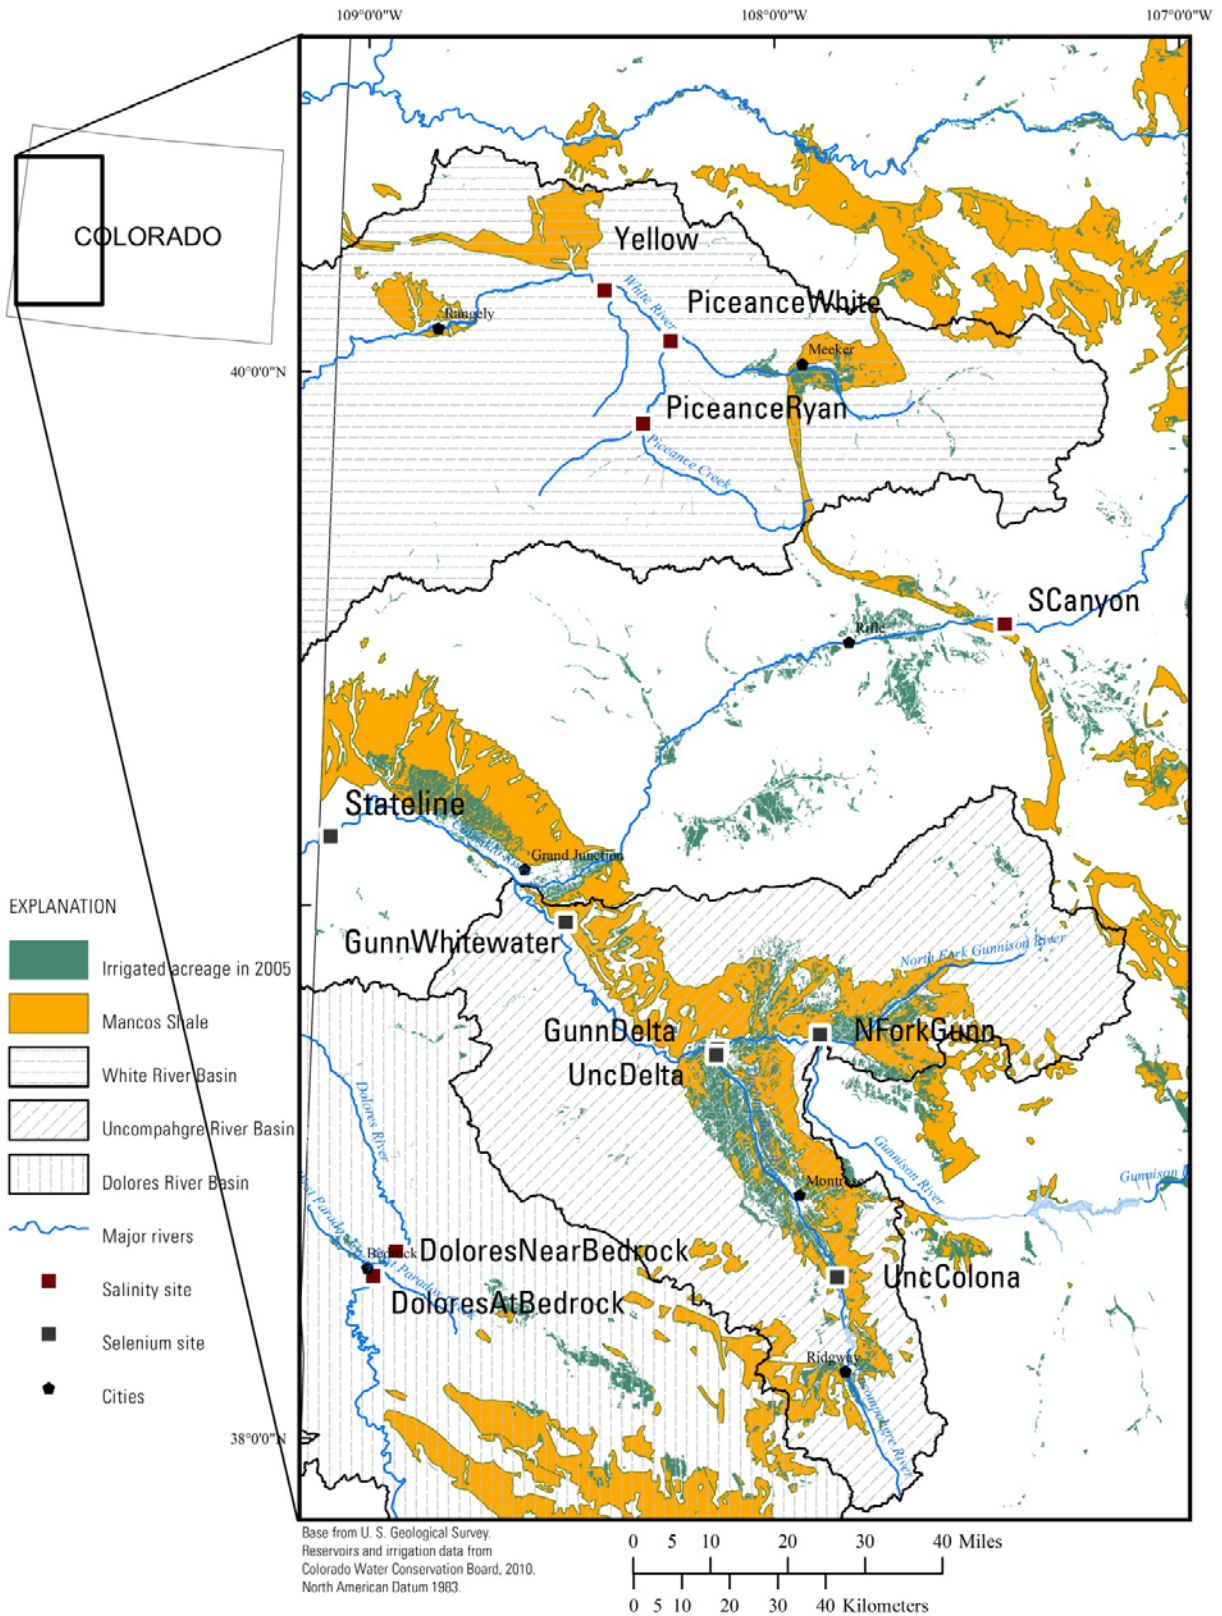 109°0'0"W
108°0'0"W
107°0'0"W
COLORADO
Yellow
White River
PiceanceWhite
Rangely
Meeker
40°0'0"N
PiceanceRyan
Piceance Creek
SCanyon
Rifle
Stateline
Grand Junction
EXPLANATION
GunnWhitewater
North Fork Gunnison River
Irrigated acreage in 2005
Mancos Shale
GunnDelta
NForkGunn
White River Basin
UncDelta
Uncompahgre River Basin
Dolores River
Gunnison River
Gunnison
Dolores River Basin
Montrose
Major rivers
Bedrock
DoloresNearBedrock
Salinity site
UncColona
DoloresAtBedrock
Selenium site
Ridgway
Cities
Uncompahgre River
38°0'0"N
Base from U. S. Geological Survey.
Reservoirs and irrigation data from
Colorado Water Conservation Board, 2010.
North American Datum 1983.
0 5 10 20 30 40 Miles
0 5 10 20 30 40 Kilometers